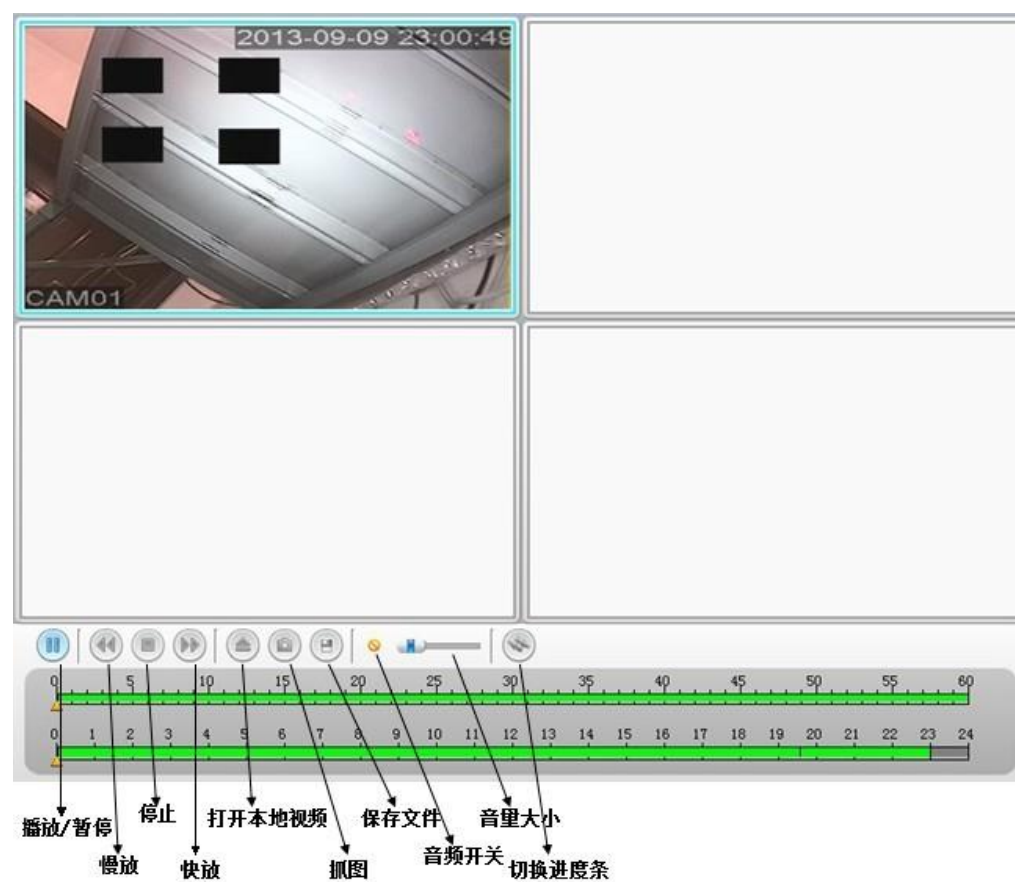 2013-09-09 23:00:49
CAM01
0 5 10 15 20 25 30 35 40 45 50 55 60
0 1 2 3 4 5 6 7 8 9 10 11 12 13 14 15 16 17 18 19 20 21 22 23 24
播放/暂停 停止 打开本地视频 保存文件 音里大小
慢放 快放 抓图 音频开关 切换进度条